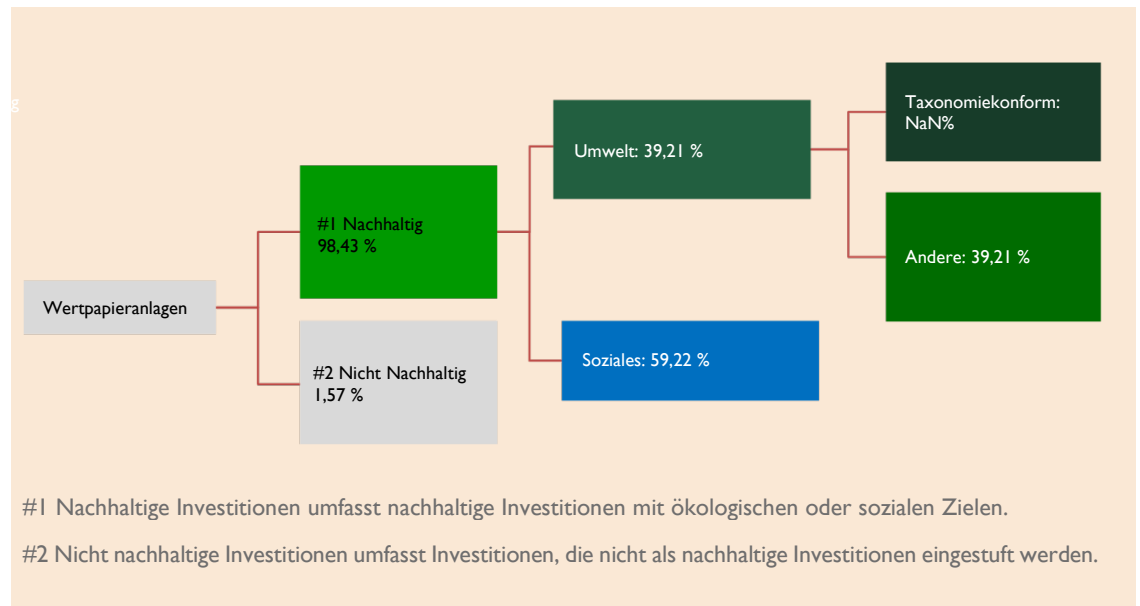 Wertpapieranlagen
#1 Nachhaltig
98,43 %
#2 Nicht Nachhaltig
1,57 %
Umwelt: 39,21 %
Soziales: 59,22 %
Taxonomiekonform:
NaN%
Andere: 39,21 %
#1 Nachhaltige Investitionen umfasst nachhaltige Investitionen mit ökologischen oder sozialen Zielen.
#2 Nicht nachhaltige Investitionen umfasst Investitionen, die nicht als nachhaltige Investitionen eingestuft werden.